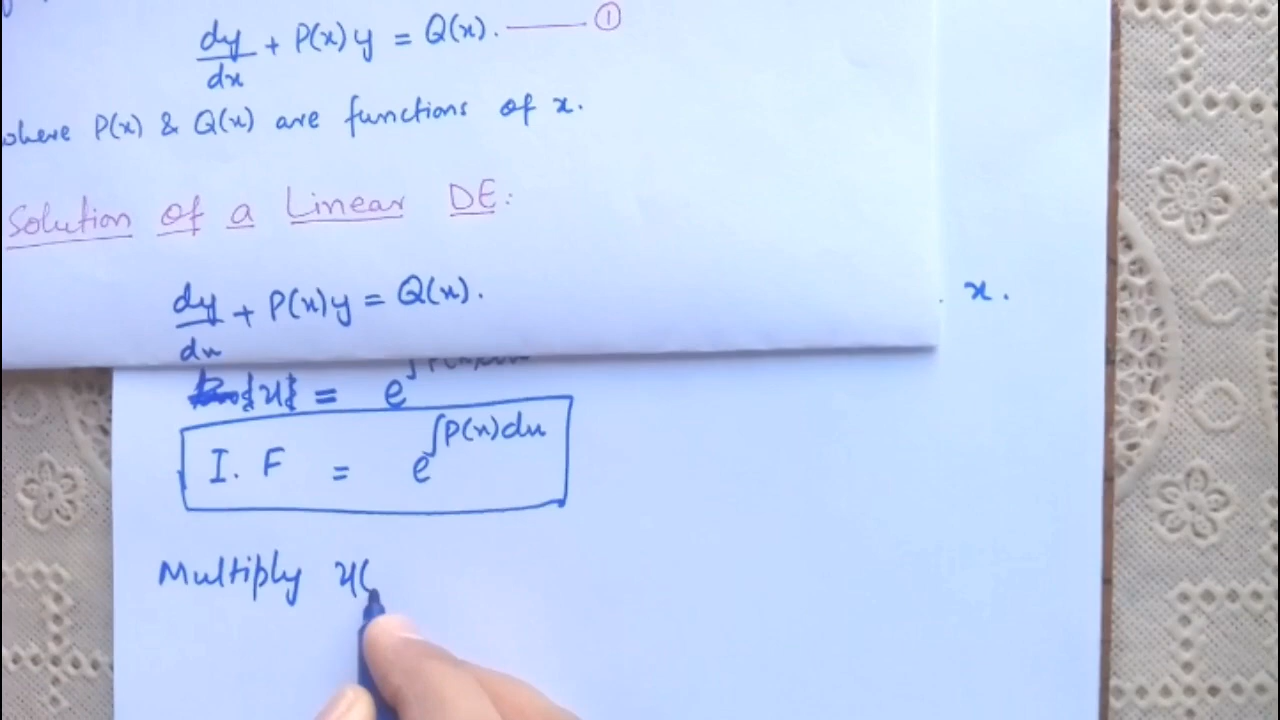 dy/dx + P(x)y = Q(x). ——— ①
where P(x) & Q(x) are functions of x.
Solution of a Linear DE:
dy/dx + P(x)y = Q(x).
x.
= e
I. F = e^∫P(x)dx
Multiply u(